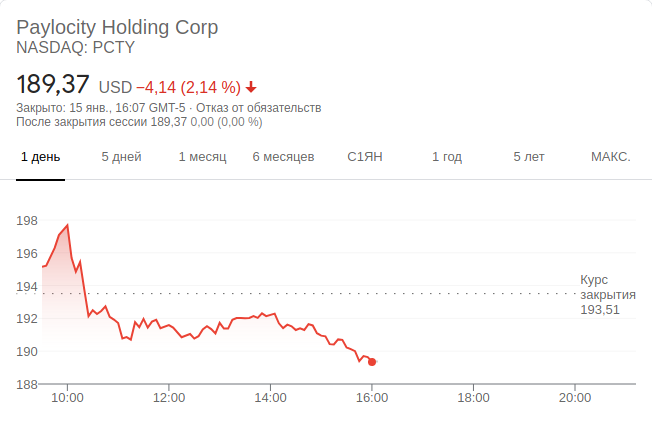 Paylocity Holding Corp
NASDAQ: PCTY
189,37 USD −4,14 (2,14 %)
Закрыто: 15 янв., 16:07 GMT-5 · Отказ от обязательств
После закрытия сессии 189,37 0,00 (0,00 %)
1 день 5 дней 1 месяц 6 месяцев С1ЯН 1 год 5 лет МАКС.
198
196
194
192
190
188
Курс
закрытия
193,51
10:00 12:00 14:00 16:00 18:00 20:00